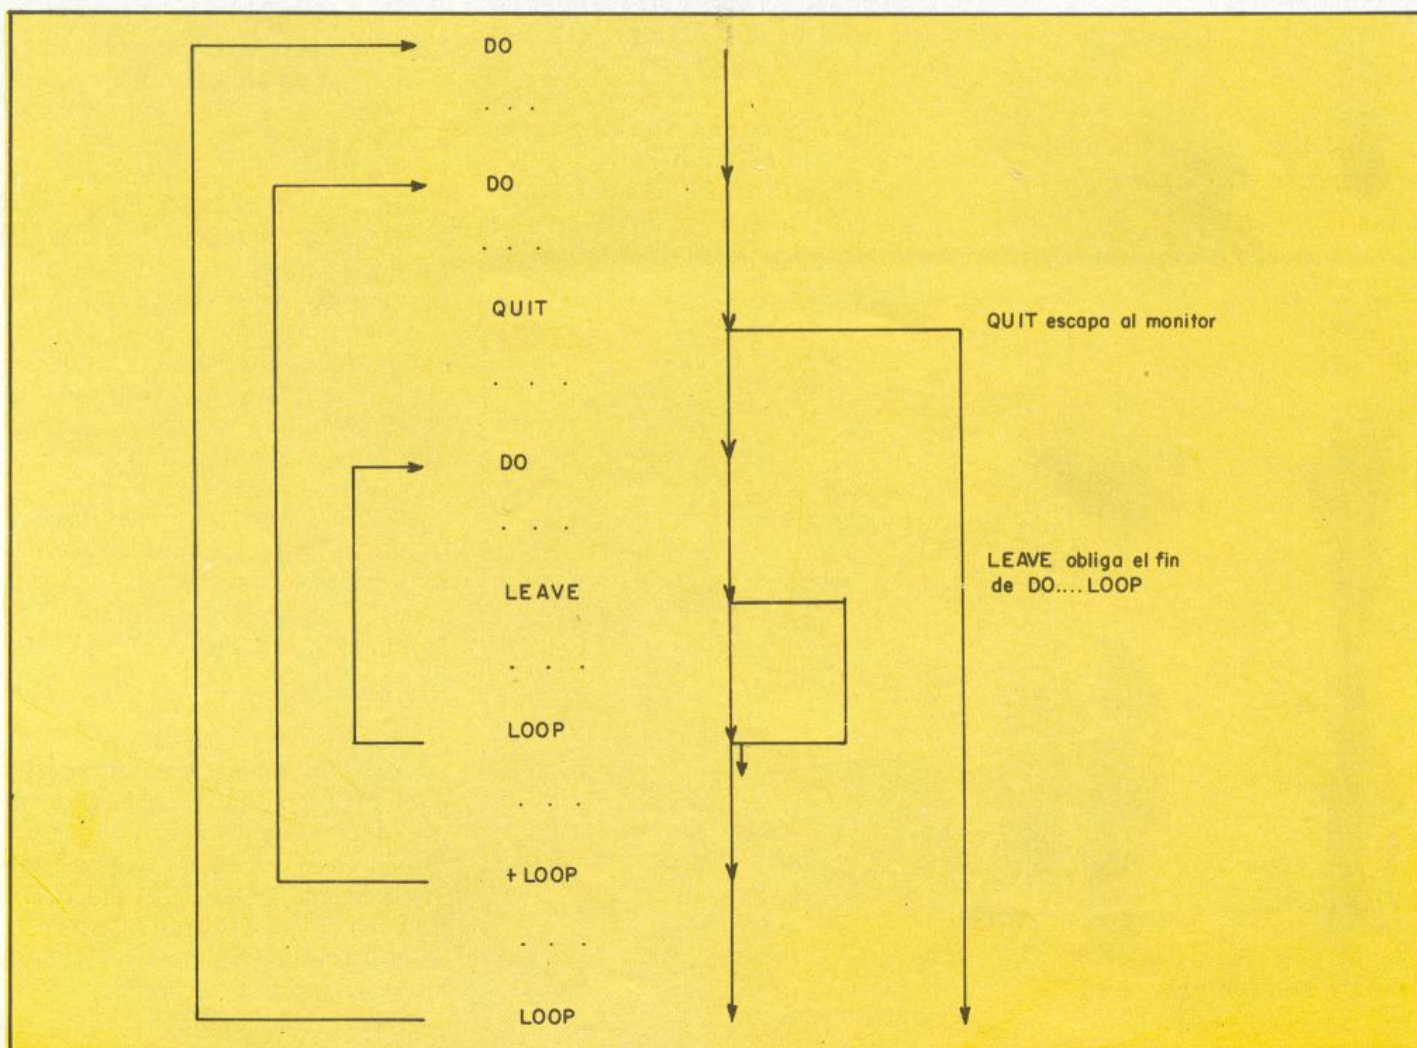 DO
. . .
DO
. . .
QUIT
QUIT escapa al monitor
. . .
DO
. . .
LEAVE obliga el fin
de DO....LOOP
LEAVE
. . .
LOOP
. . .
+ LOOP
. . .
LOOP